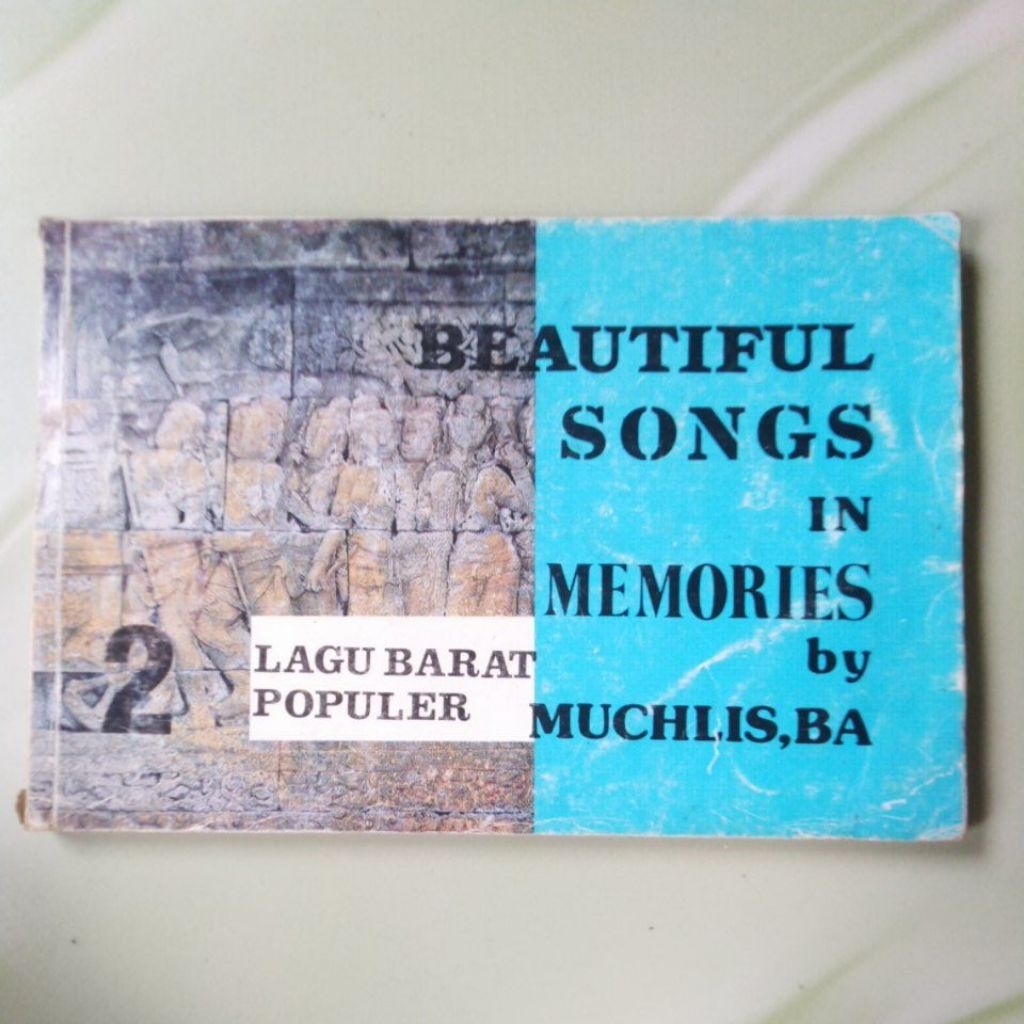 BEAUTIFUL
SONGS
IN
MEMORIES
by
MUCHLIS,BA
2
LAGU BARAT
POPULER